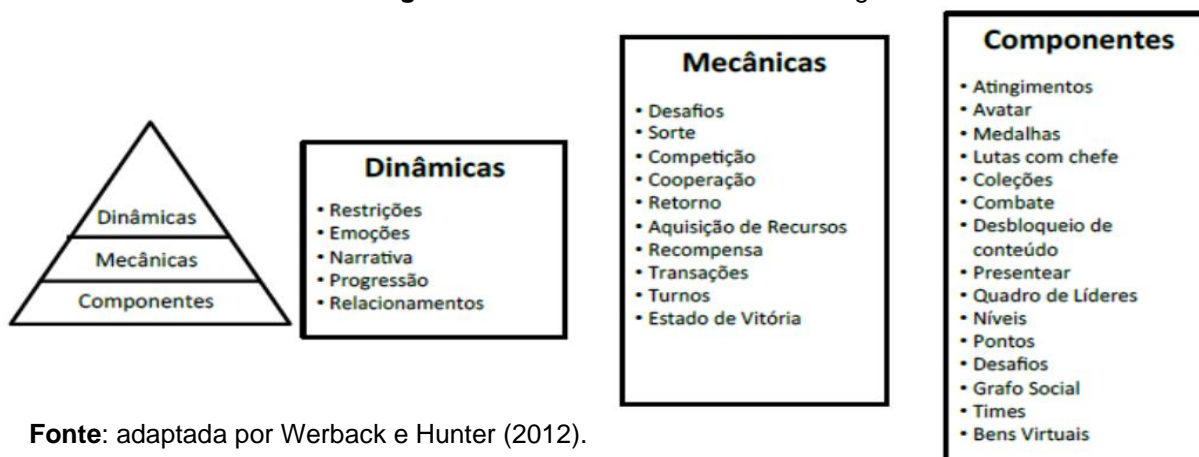 Dinâmicas
Mecânicas
Componentes
Dinâmicas
• Restrições
• Emoções
• Narrativa
• Progressão
• Relacionamentos
Mecânicas
• Desafios
• Sorte
• Competição
• Cooperação
• Retorno
• Aquisição de Recursos
• Recompensa
• Transações
• Turnos
• Estado de Vitória
Componentes
• Atingimentos
• Avatar
• Medalhas
• Lutas com chefe
• Coleções
• Combate
• Desbloqueio de
conteúdo
• Presentear
• Quadro de Líderes
• Níveis
• Pontos
• Desafios
• Grafo Social
• Times
• Bens Virtuais
Fonte: adaptada por Werback e Hunter (2012).